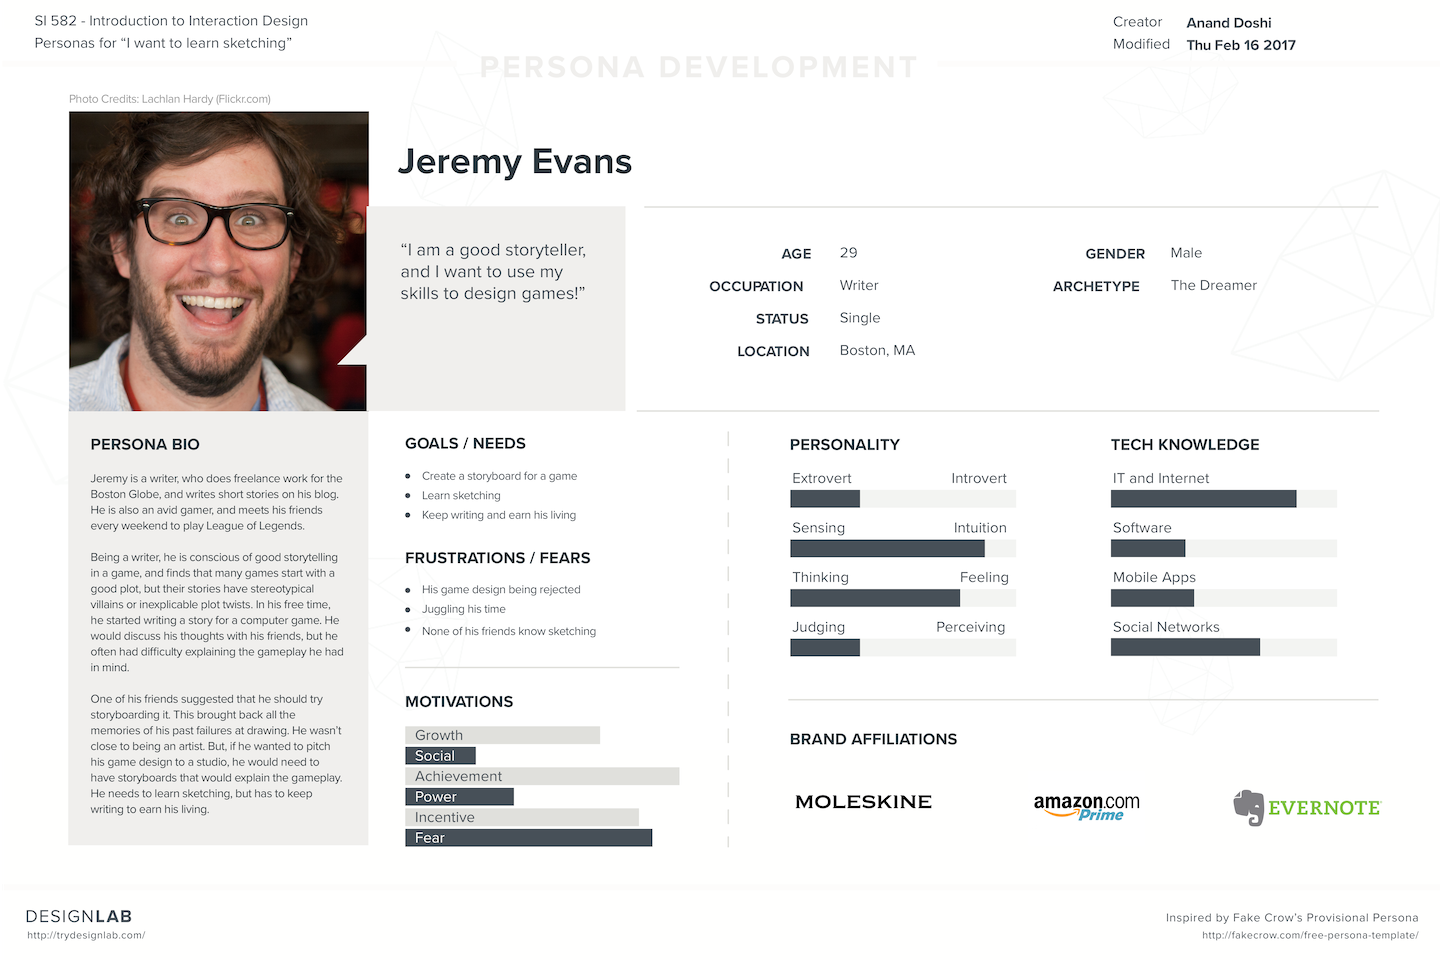 SI 582 - Introduction to Interaction Design
Personas for “I want to learn sketching”
Creator Anand Doshi
Modified Thu Feb 16 2017
PERSONA DEVELOPMENT
Photo Credits: Lachlan Hardy (Flickr.com)
Jeremy Evans
“I am a good storyteller,
and I want to use my
skills to design games!”
AGE 29
OCCUPATION Writer
STATUS Single
LOCATION Boston, MA
GENDER Male
ARCHETYPE The Dreamer
PERSONA BIO
Jeremy is a writer, who does freelance work for the
Boston Globe, and writes short stories on his blog.
He is also an avid gamer, and meets his friends
every weekend to play League of Legends.
Being a writer, he is conscious of good storytelling
in a game, and finds that many games start with a
good plot, but their stories have stereotypical
villains or inexplicable plot twists. In his free time,
he started writing a story for a computer game. He
would discuss his thoughts with his friends, but he
often had difficulty explaining the gameplay he had
in mind.
One of his friends suggested that he should try
storyboarding it. This brought back all the
memories of his past failures at drawing. He wasn’t
close to being an artist. But, if he wanted to pitch
his game design to a studio, he would need to
have storyboards that would explain the gameplay.
He needs to learn sketching, but has to keep
writing to earn his living.
GOALS / NEEDS
Create a storyboard for a game
Learn sketching
Keep writing and earn his living
FRUSTRATIONS / FEARS
His game design being rejected
Juggling his time
None of his friends know sketching
MOTIVATIONS
Growth
Social
Achievement
Power
Incentive
Fear
PERSONALITY
Extrovert Introvert
Sensing Intuition
Thinking Feeling
Judging Perceiving
TECH KNOWLEDGE
IT and Internet
Software
Mobile Apps
Social Networks
BRAND AFFILIATIONS
MOLESKINE
amazon.com
Prime
EVERNOTE
DESIGNLAB
http://trydesignlab.com/
Inspired by Fake Crow’s Provisional Persona
http://fakecrow.com/free-persona-template/